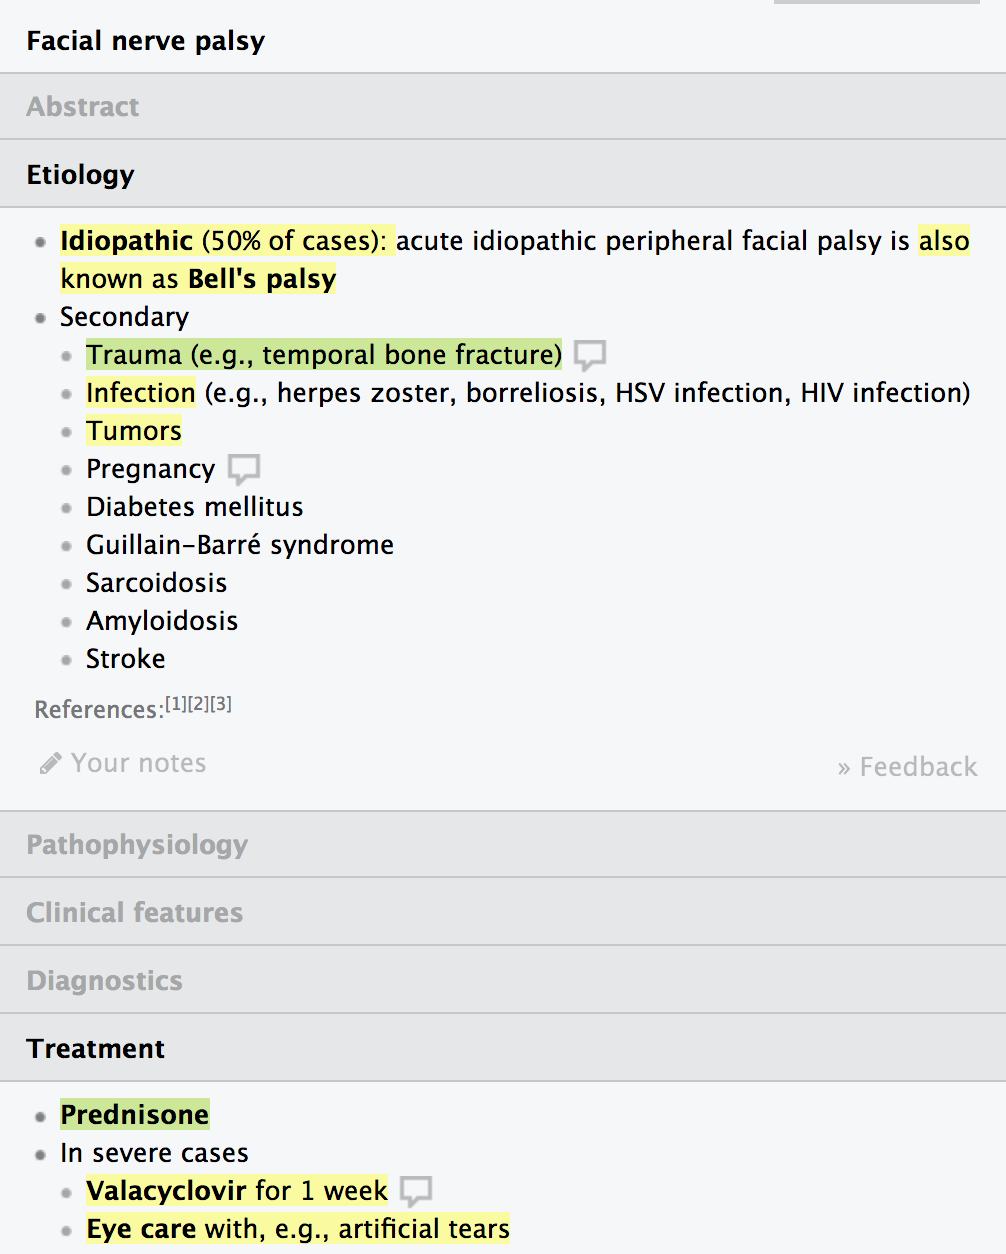 Facial nerve palsy
Abstract
Etiology
Idiopathic (50% of cases): acute idiopathic peripheral facial palsy is also
known as Bell's palsy
Secondary
Trauma (e.g., temporal bone fracture)
Infection (e.g., herpes zoster, borreliosis, HSV infection, HIV infection)
Tumors
Pregnancy
Diabetes mellitus
Guillain-Barré syndrome
Sarcoidosis
Amyloidosis
Stroke
References:[1][2][3]
Your notes
» Feedback
Pathophysiology
Clinical features
Diagnostics
Treatment
Prednisone
In severe cases
Valacyclovir for 1 week
Eye care with, e.g., artificial tears